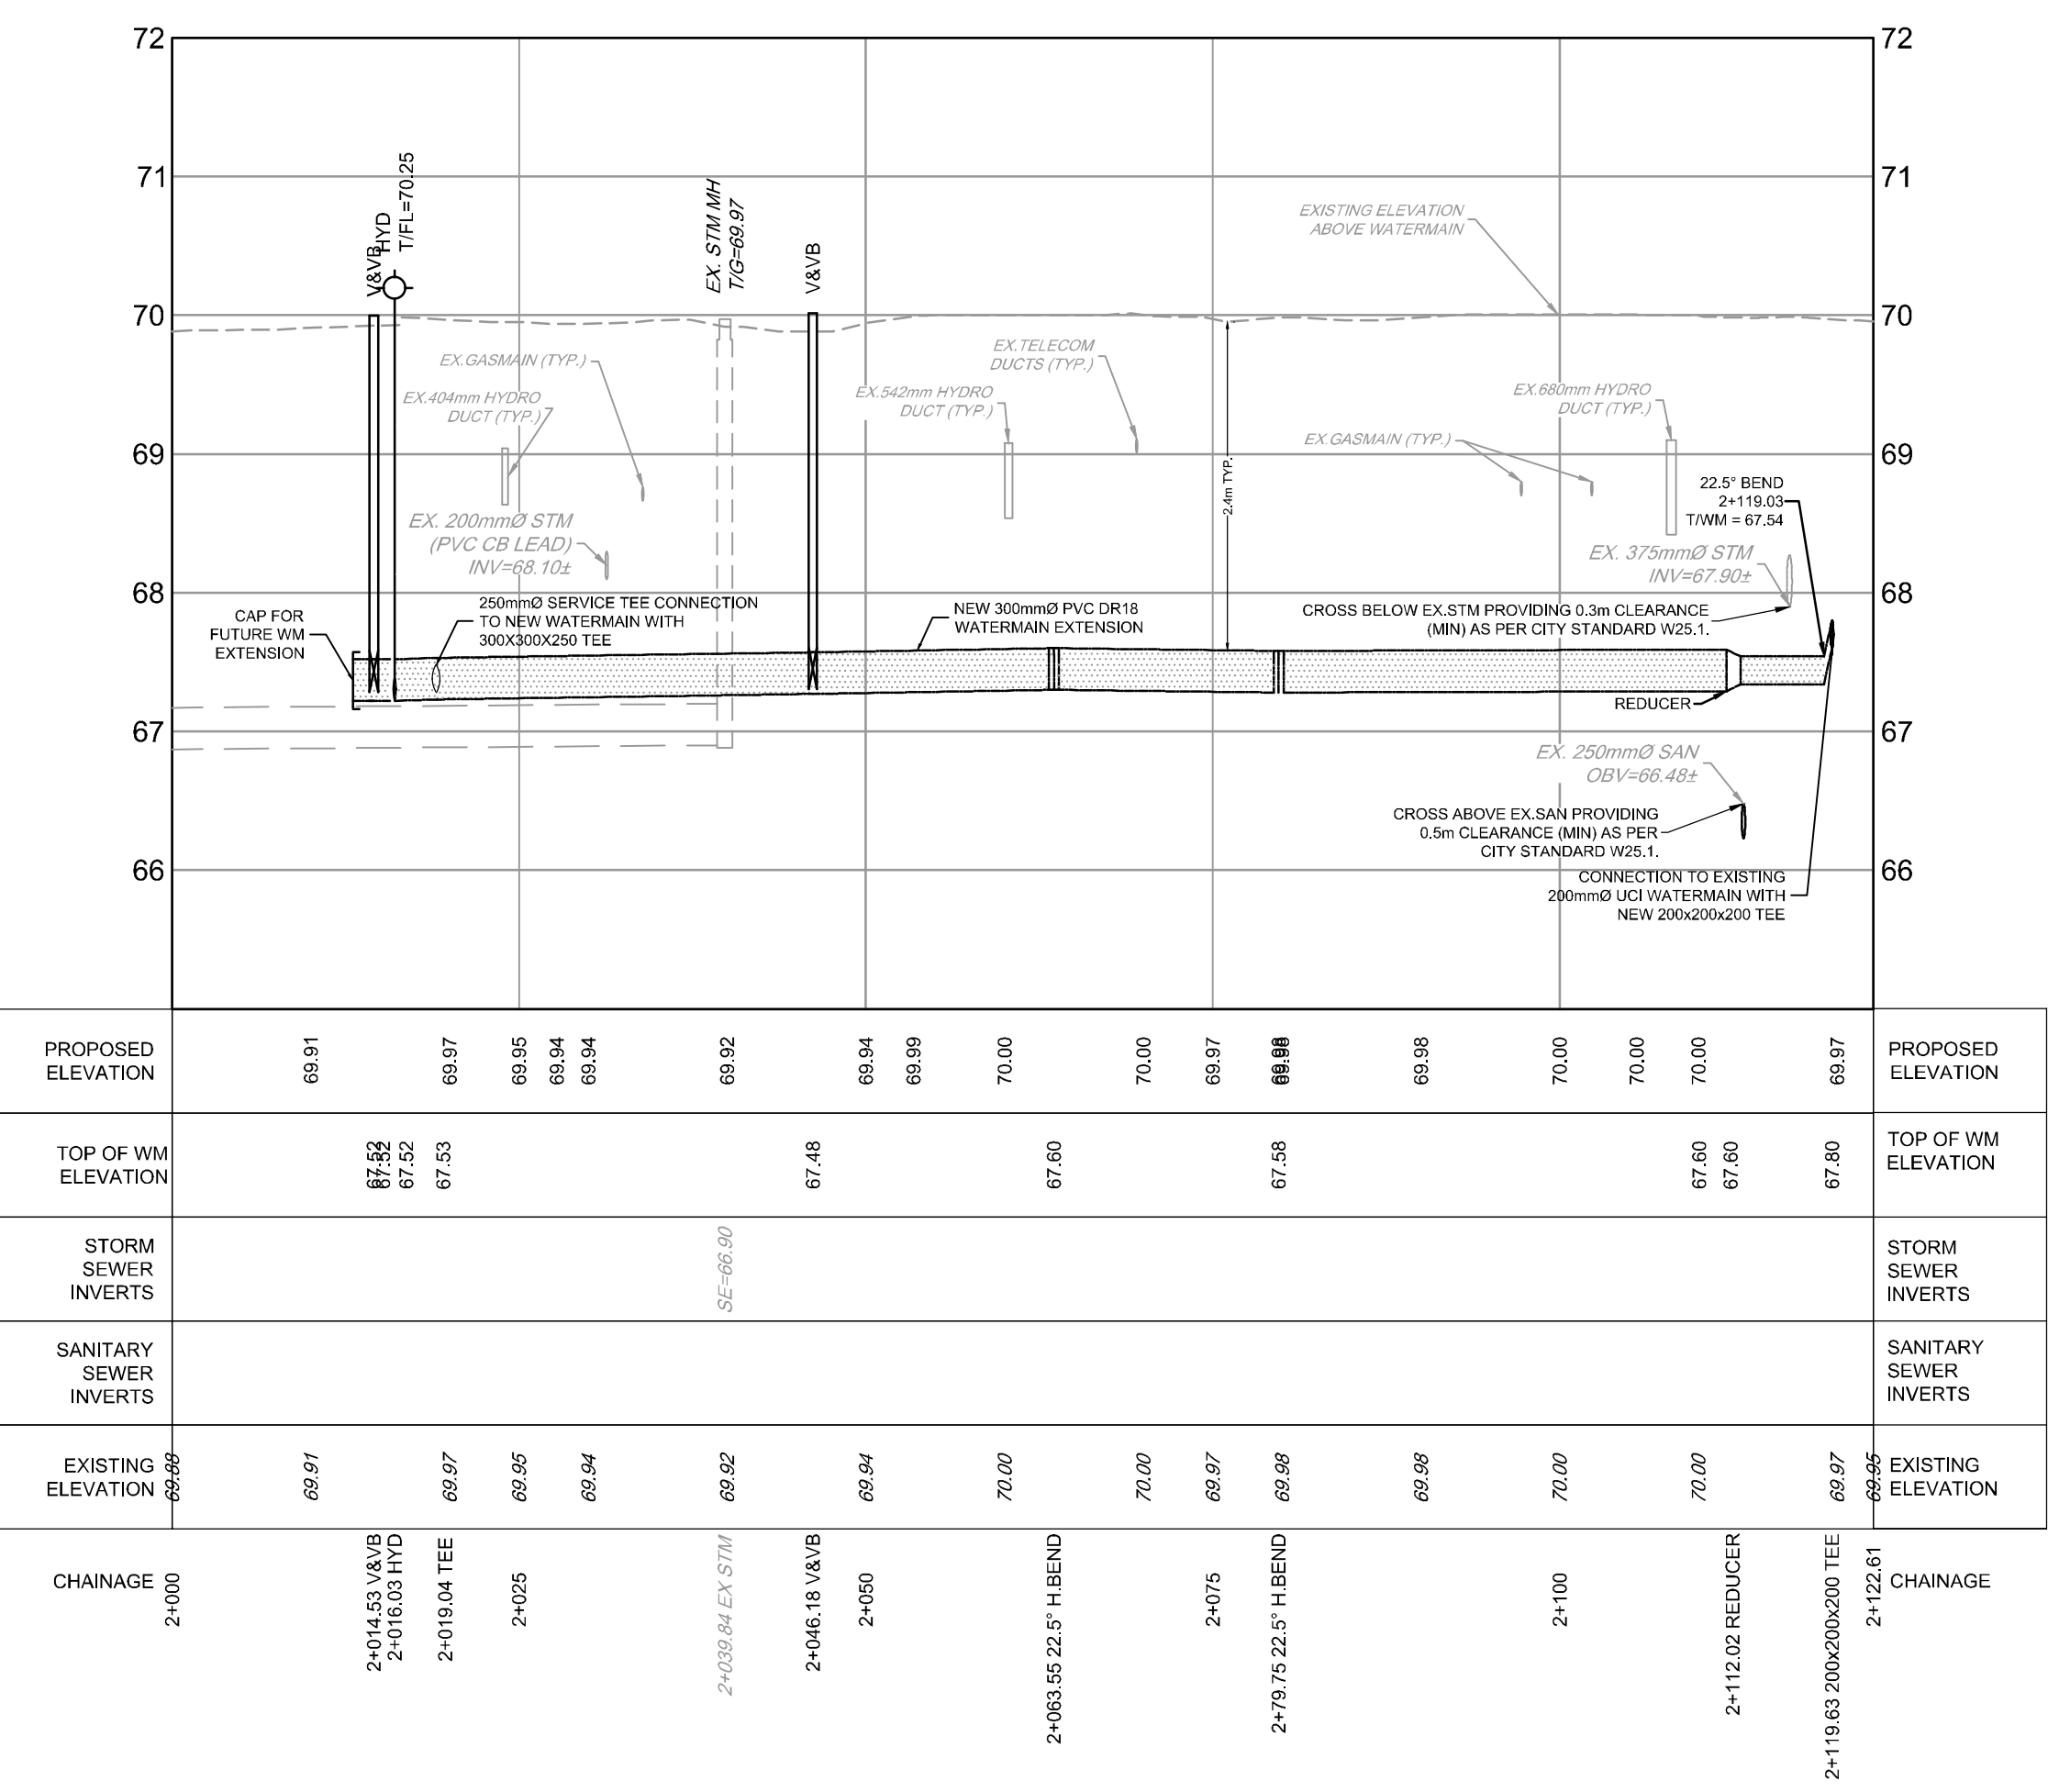 72
72
71
71
70
70
69
69
68
68
67
67
66
66
V&VB
HYD
T/FL=70.25
EX. STM MH
T/G=69.97
V&VB
EXISTING ELEVATION
ABOVE WATERMAIN
EX.GASMAIN (TYP.)
EX.404mm HYDRO
DUCT (TYP.)
EX.TELECOM
DUCTS (TYP.)
EX.542mm HYDRO
DUCT (TYP.)
EX.680mm HYDRO
DUCT (TYP.)
EX.GASMAIN (TYP.)
2.4m TYP.
22.5° BEND
2+119.03
T/WM = 67.54
EX. 200mmØ STM
(PVC CB LEAD)
INV=68.10±
EX. 375mmØ STM
INV=67.90±
CAP FOR
FUTURE WM
EXTENSION
250mmØ SERVICE TEE CONNECTION
TO NEW WATERMAIN WITH
300X300X250 TEE
NEW 300mmØ PVC DR18
WATERMAIN EXTENSION
CROSS BELOW EX.STM PROVIDING 0.3m CLEARANCE
(MIN) AS PER CITY STANDARD W25.1.
REDUCER
EX. 250mmØ SAN
OBV=66.48±
CROSS ABOVE EX.SAN PROVIDING
0.5m CLEARANCE (MIN) AS PER
CITY STANDARD W25.1.
CONNECTION TO EXISTING
200mmØ UCI WATERMAIN WITH
NEW 200x200x200 TEE
PROPOSED
ELEVATION
69.91
69.97
69.95
69.94
69.94
69.92
69.94
69.99
70.00
70.00
69.97
69.98
69.98
69.98
70.00
70.00
70.00
69.97
PROPOSED
ELEVATION
TOP OF WM
ELEVATION
67.52
67.52
67.52
67.53
67.48
67.60
67.58
67.60
67.60
67.80
TOP OF WM
ELEVATION
STORM
SEWER
INVERTS
SE=66.90
STORM
SEWER
INVERTS
SANITARY
SEWER
INVERTS
SANITARY
SEWER
INVERTS
EXISTING
ELEVATION
69.88
69.91
69.97
69.95
69.94
69.92
69.94
70.00
70.00
69.97
69.98
69.98
70.00
70.00
69.97
69.95
EXISTING
ELEVATION
CHAINAGE
2+000
2+014.53 V&VB
2+016.03 HYD
2+019.04 TEE
2+025
2+039.84 EX STM
2+046.18 V&VB
2+050
2+063.55 22.5° H.BEND
2+075
2+79.75 22.5° H.BEND
2+100
2+112.02 REDUCER
2+119.63 200x200x200 TEE
2+122.61
CHAINAGE